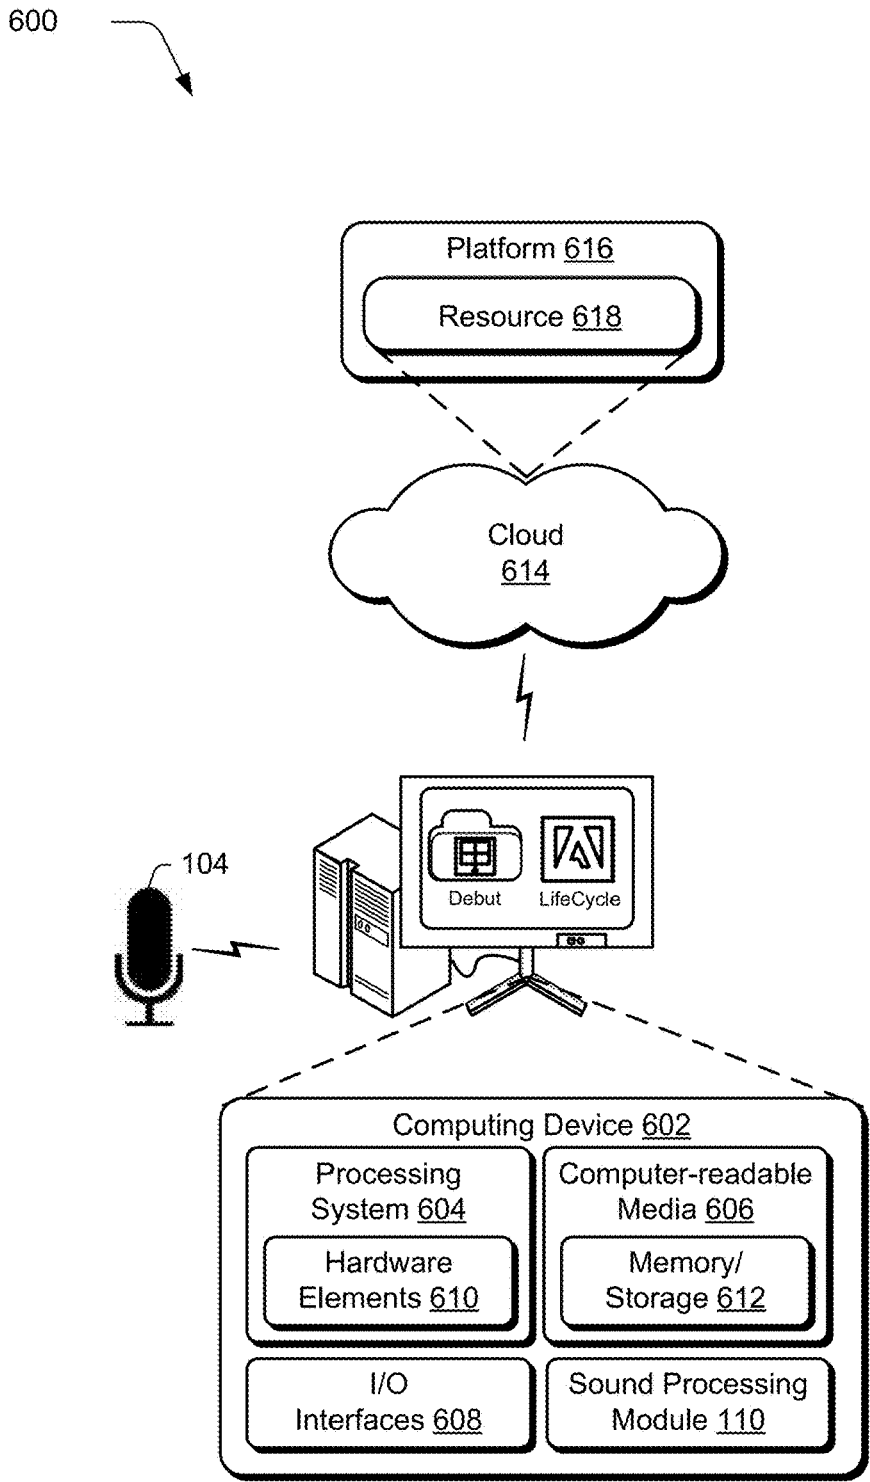 600
Platform 616
Resource 618
Cloud
614
104
Debut
LifeCycle
Computing Device 602
Processing
System 604
Hardware
Elements 610
Computer-readable
Media 606
Memory/
Storage 612
I/O
Interfaces 608
Sound Processing
Module 110